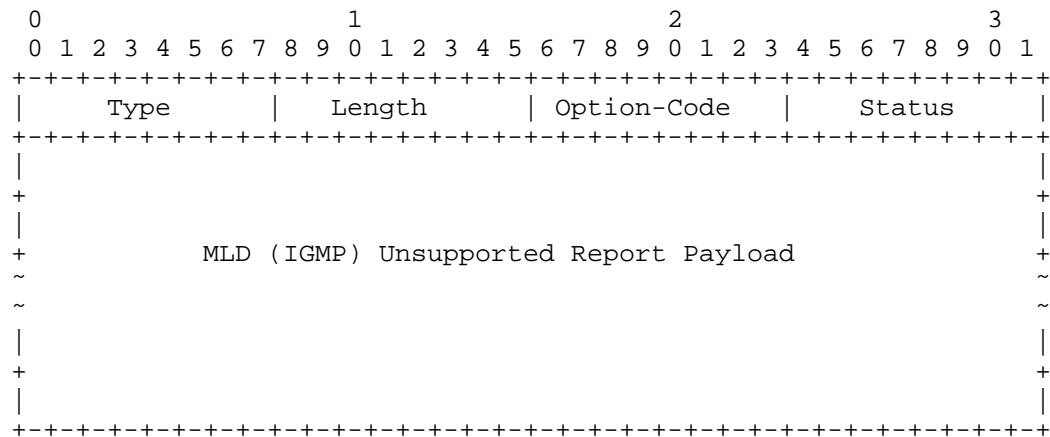 0                   1                   2                   3
0 1 2 3 4 5 6 7 8 9 0 1 2 3 4 5 6 7 8 9 0 1 2 3 4 5 6 7 8 9 0 1
+-+-+-+-+-+-+-+-+-+-+-+-+-+-+-+-+-+-+-+-+-+-+-+-+-+-+-+-+-+-+-+-+
|     Type      |   Length      | Option-Code   |    Status     |
+-+-+-+-+-+-+-+-+-+-+-+-+-+-+-+-+-+-+-+-+-+-+-+-+-+-+-+-+-+-+-+-+
|                                                               |
+                                                               +
|                                                               |
+           MLD (IGMP) Unsupported Report Payload               +
~                                                               ~
~                                                               ~
|                                                               |
+                                                               +
|                                                               |
+-+-+-+-+-+-+-+-+-+-+-+-+-+-+-+-+-+-+-+-+-+-+-+-+-+-+-+-+-+-+-+-+